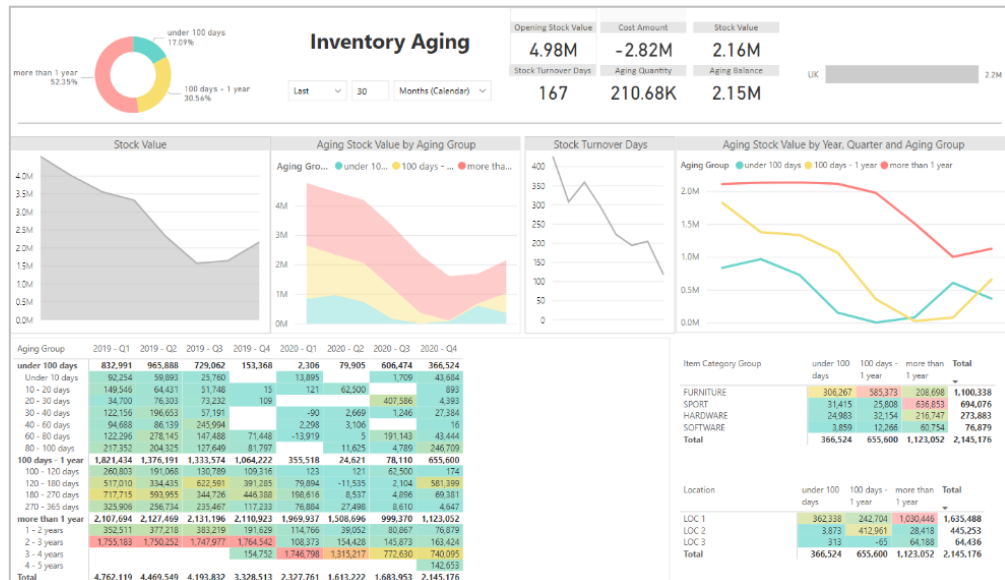 under 100 days
17.09%
more than 1 year
52.35%
100 days - 1 year
30.56%
Inventory Aging
Last 30 Months (Calendar)
Opening Stock Value Cost Amount Stock Value
4.98M -2.82M 2.16M
Stock Turnover Days Aging Quantity Aging Balance
167 210.68K 2.15M
UK 2.2M
Stock Value
4.0M
3.5M
3.0M
2.5M
2.0M
1.5M
1.0M
0.5M
0.0M
Aging Stock Value by Aging Group
Aging Gro... under 10... 100 days - ... more tha...
4M
2M
0M
Stock Turnover Days
400
350
300
250
200
150
100
50
0
Aging Stock Value by Year, Quarter and Aging Group
Aging Group under 100 days 100 days - 1 year more than 1 year
2.0M
1.5M
1.0M
0.5M
0.0M
Aging Group 2019 - Q1 2019 - Q2 2019 - Q3 2019 - Q4 2020 - Q1 2020 - Q2 2020 - Q3 2020 - Q4
under 100 days 832,991 965,888 729,062 153,368 2,306 79,905 606,474 366,524
Under 10 days 92,254 59,893 25,760 13,895 1,709 43,684
10 - 20 days 149,546 64,431 51,748 15 121 62,500 893
20 - 30 days 34,700 76,303 73,232 109 407,586 4,393
30 - 40 days 122,156 196,653 57,191 -90 2,669 1,246 27,384
40 - 60 days 94,688 86,139 245,994 2,298 3,106 16
60 - 80 days 122,296 278,145 147,488 71,448 -13,919 5 191,143 43,444
80 - 100 days 217,352 204,325 127,649 81,797 11,625 4,789 246,709
100 days - 1 year 1,821,434 1,376,191 1,333,574 1,064,222 355,518 24,621 78,110 655,600
100 - 120 days 260,803 191,068 130,789 109,316 123 121 62,500 174
120 - 180 days 517,010 334,435 622,591 391,285 79,894 -11,535 2,104 581,399
180 - 270 days 717,715 593,955 344,726 446,388 198,616 8,537 4,896 69,381
270 - 365 days 325,906 256,734 235,467 117,233 76,884 27,498 8,610 4,647
more than 1 year 2,107,694 2,127,469 2,131,196 2,110,923 1,969,937 1,508,696 999,370 1,123,052
1 - 2 years 352,511 377,218 383,219 191,629 114,766 39,052 80,867 76,879
2 - 3 years 1,755,183 1,750,252 1,747,977 1,764,542 108,373 154,428 145,873 163,424
3 - 4 years 154,752 1,746,798 1,315,217 772,630 740,095
4 - 5 years 142,653
Total 4,762,119 4,469,549 4,193,832 3,328,513 2,327,761 1,613,222 1,683,953 2,145,176
Item Category Group under 100 days 100 days - 1 year more than 1 year Total
FURNITURE 306,267 585,373 208,698 1,100,338
SPORT 31,415 25,808 636,853 694,076
HARDWARE 24,983 32,154 216,747 273,883
SOFTWARE 3,859 12,266 60,754 76,879
Total 366,524 655,600 1,123,052 2,145,176
Location under 100 days 100 days - 1 year more than 1 year Total
LOC 1 362,338 242,704 1,030,446 1,635,488
LOC 2 3,873 412,961 28,418 445,253
LOC 3 313 -65 64,188 64,436
Total 366,524 655,600 1,123,052 2,145,176